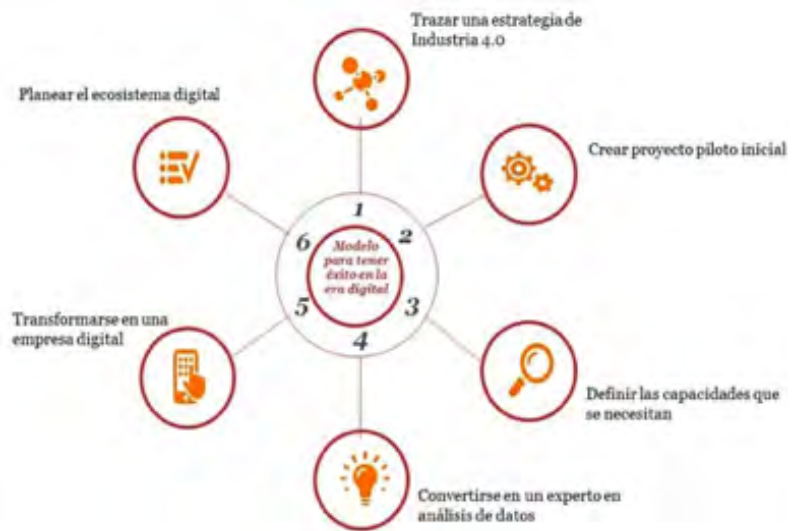 Trazar una estrategia de
Industria 4.0
Planear el ecosistema digital
Crear proyecto piloto inicial
1
2
3
4
5
6
Modelo
para tener
éxito en la
era digital
Transformarse en una
empresa digital
Definir las capacidades que
se necesitan
Convertirse en un experto en
análisis de datos